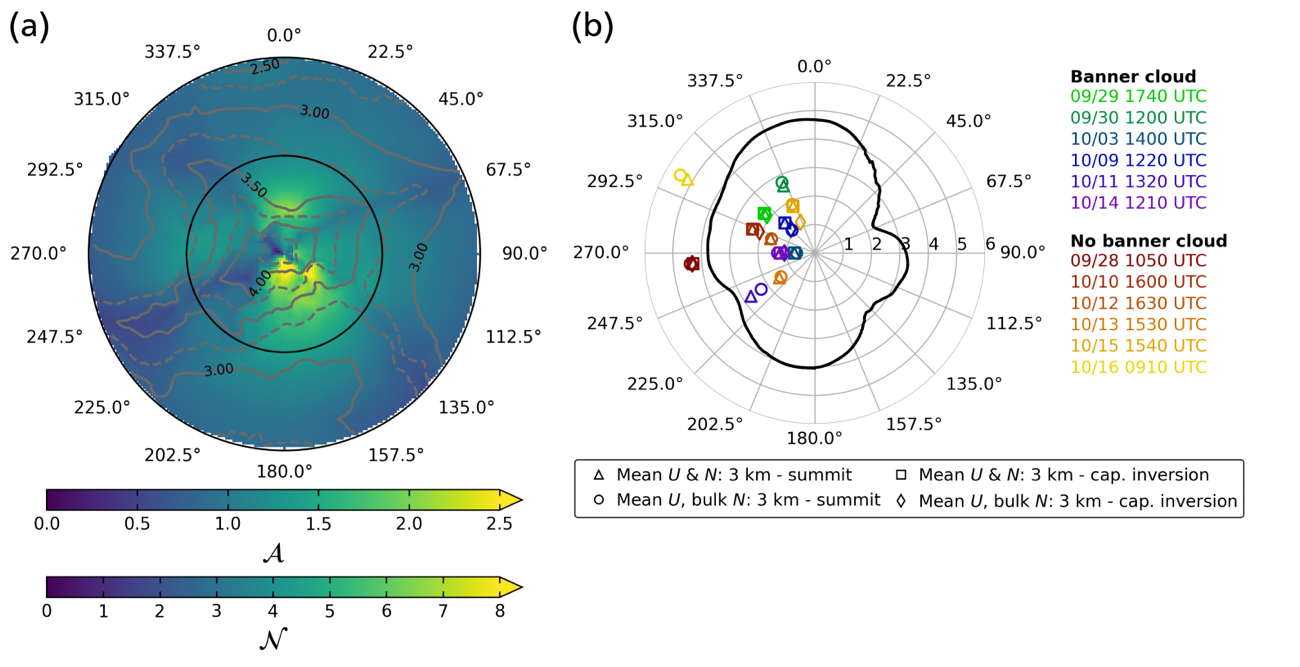 (a)
0.0°
22.5°
45.0°
67.5°
90.0°
112.5°
135.0°
157.5°
180.0°
202.5°
225.0°
247.5°
270.0°
292.5°
315.0°
337.5°
2.50
3.00
3.50
3.00
4.00
3.00
0.0 0.5 1.0 1.5 2.0 2.5
𝒜
0 1 2 3 4 5 6 7 8
𝒩
(b)
0.0°
22.5°
45.0°
67.5°
90.0°
112.5°
135.0°
157.5°
180.0°
202.5°
225.0°
247.5°
270.0°
292.5°
315.0°
337.5°
1 2 3 4 5 6
Banner cloud
09/29 1740 UTC
09/30 1200 UTC
10/03 1400 UTC
10/09 1220 UTC
10/11 1320 UTC
10/14 1210 UTC
No banner cloud
09/28 1050 UTC
10/10 1600 UTC
10/12 1630 UTC
10/13 1530 UTC
10/15 1540 UTC
10/16 0910 UTC
Mean U & N: 3 km - summit
Mean U, bulk N: 3 km - summit
Mean U & N: 3 km - cap. inversion
Mean U, bulk N: 3 km - cap. inversion